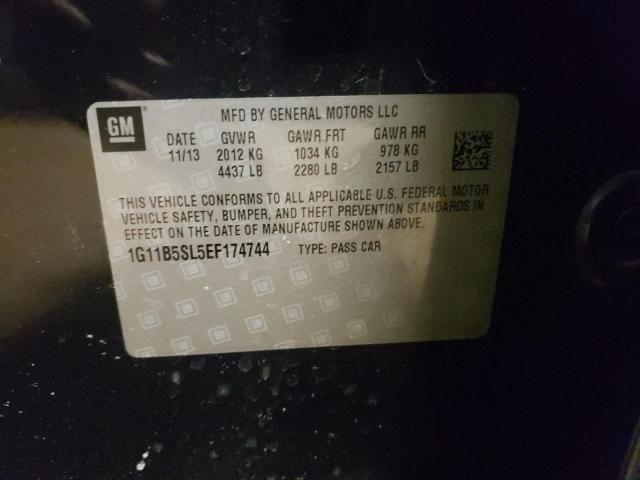 GM
MFD BY GENERAL MOTORS LLC
DATE GVWR GAWR FRT GAWR RR
11/13 2012 KG 1034 KG 978 KG
4437 LB 2280 LB 2157 LB
THIS VEHICLE CONFORMS TO ALL APPLICABLE U.S. FEDERAL MOTOR
VEHICLE SAFETY, BUMPER, AND THEFT PREVENTION STANDARDS IN
EFFECT ON THE DATE OF MANUFACTURE SHOWN ABOVE.
1G11B5SL5EF174744 TYPE: PASS CAR